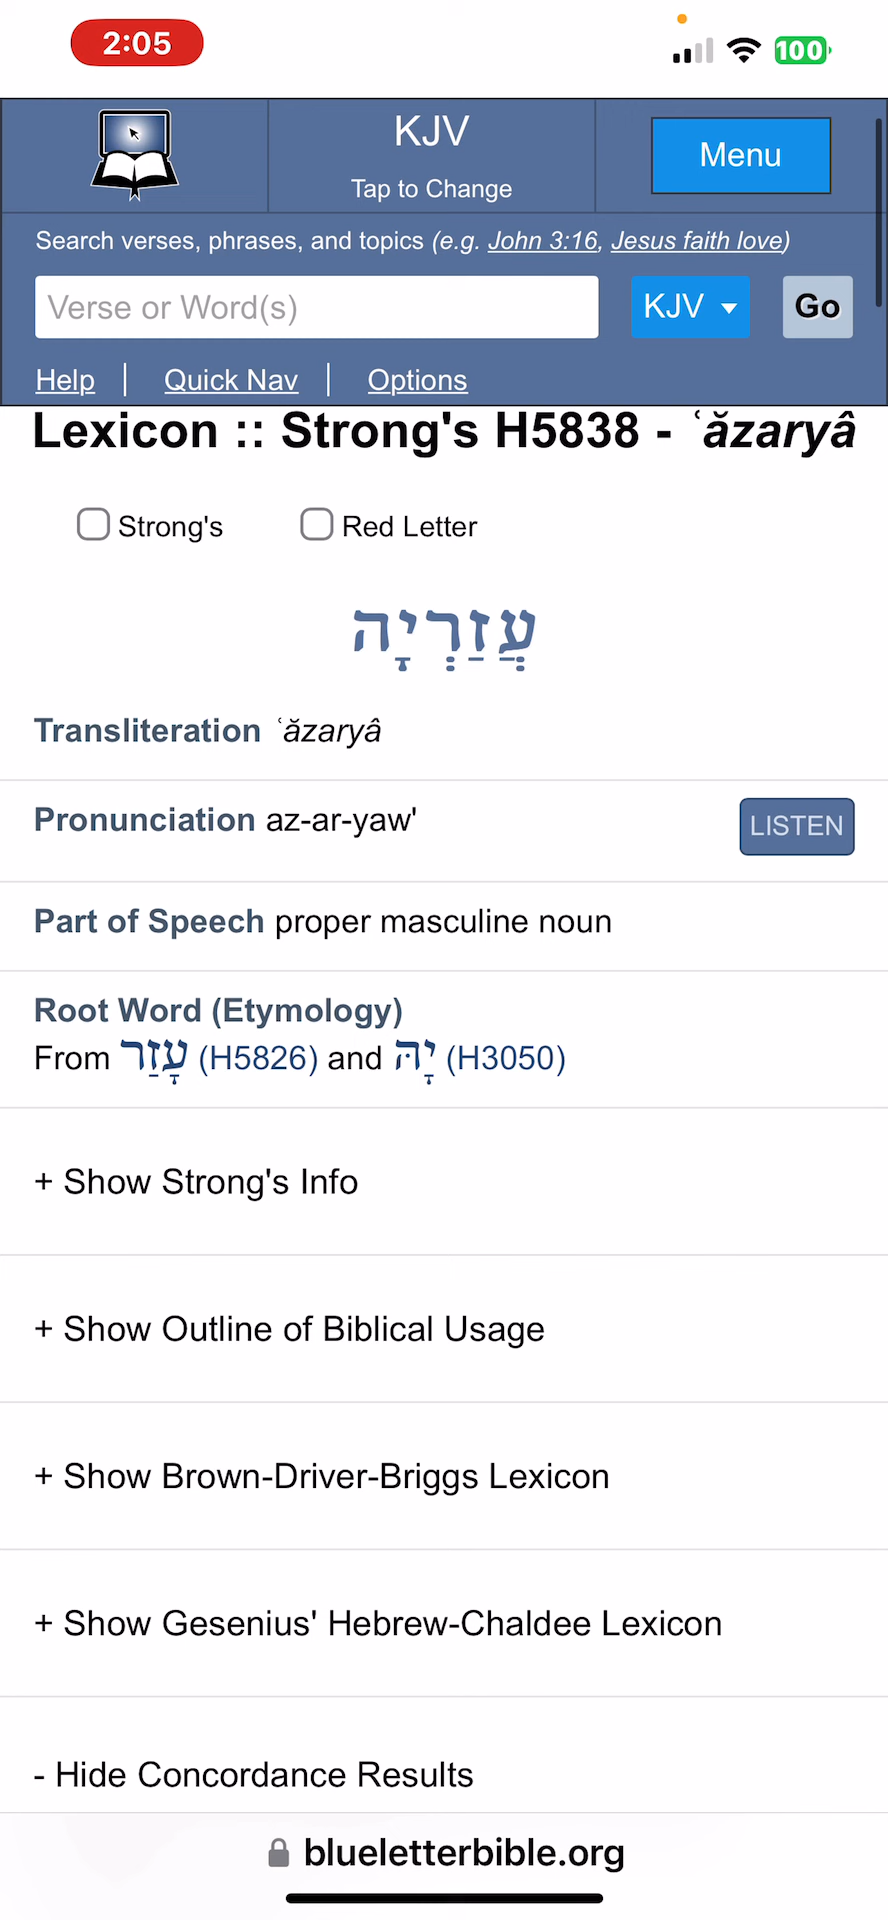 2:05
100
KJV
Tap to Change
Menu
Search verses, phrases, and topics (e.g. John 3:16, Jesus faith love)
Verse or Word(s)
KJV
Go
Help | Quick Nav | Options
Lexicon :: Strong's H5838 - ʿăzaryâ
Strong's
Red Letter
עֲזַרְיָה
Transliteration ʿăzaryâ
Pronunciation az-ar-yaw'
LISTEN
Part of Speech proper masculine noun
Root Word (Etymology)
From עָזַר (H5826) and יָהּ (H3050)
+ Show Strong's Info
+ Show Outline of Biblical Usage
+ Show Brown-Driver-Briggs Lexicon
+ Show Gesenius' Hebrew-Chaldee Lexicon
- Hide Concordance Results
blueletterbible.org